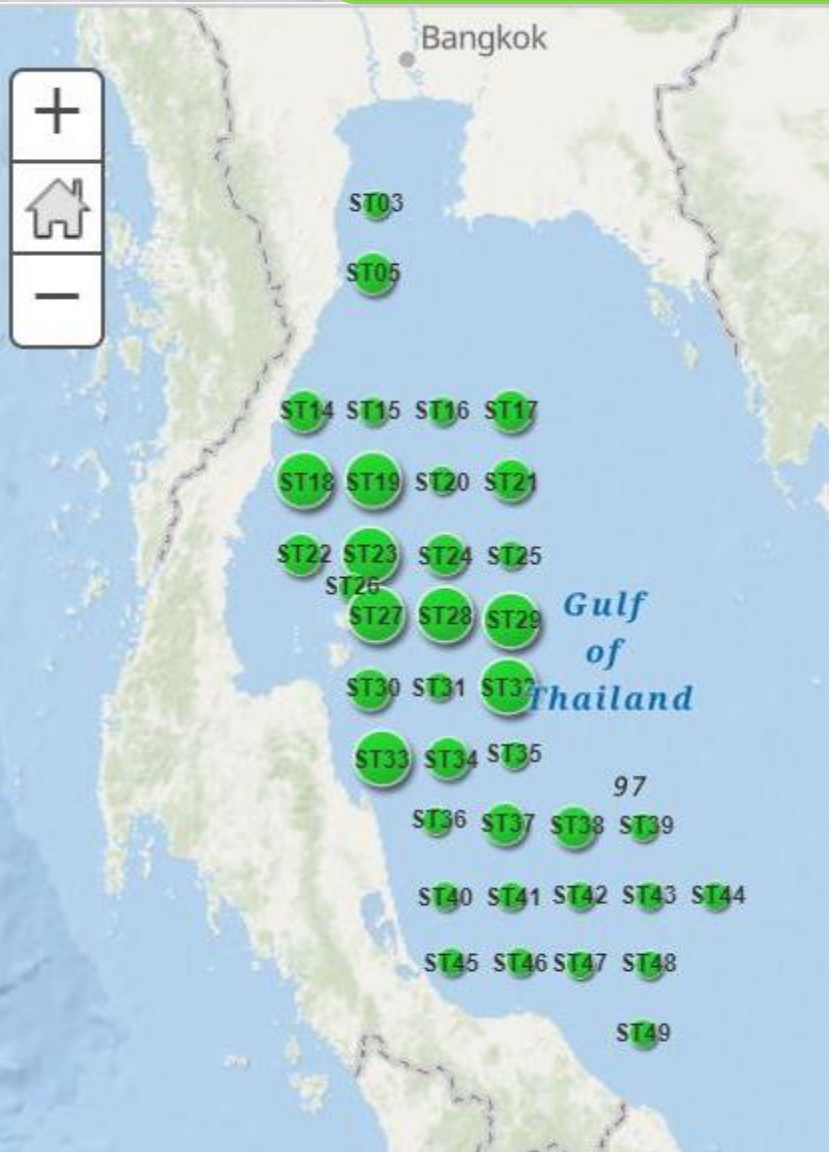 Bangkok
+
−
ST03
ST05
ST14 ST15 ST16 ST17
ST18 ST19 ST20 ST21
ST22 ST23 ST24 ST25
ST26
ST27 ST28 ST29
Gulf
of
Thailand
ST30 ST31 ST32
ST33 ST34 ST35
97
ST36 ST37 ST38 ST39
ST40 ST41 ST42 ST43 ST44
ST45 ST46 ST47 ST48
ST49